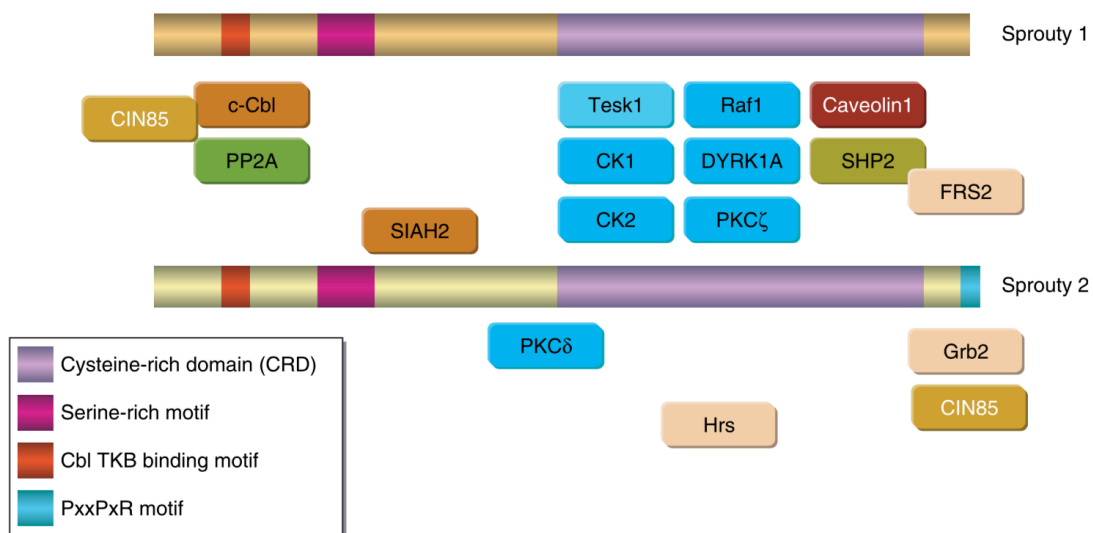 Sprouty 1
CIN85
c-Cbl
Tesk1
Raf1
Caveolin1
PP2A
CK1
DYRK1A
SHP2
FRS2
SIAH2
CK2
PKCζ
Sprouty 2
PKCδ
Grb2
Hrs
CIN85
Cysteine-rich domain (CRD)
Serine-rich motif
Cbl TKB binding motif
PxxPxR motif